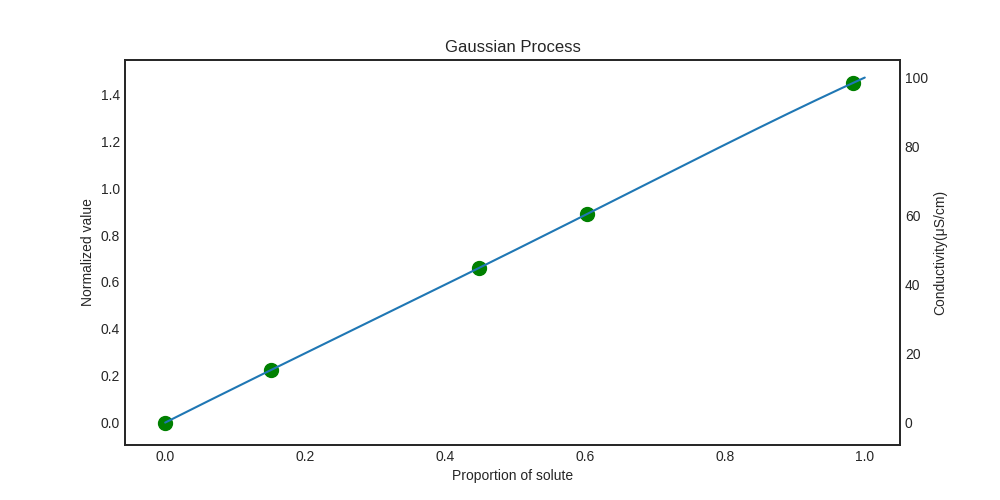 Gaussian Process
Normalized value
1.4
1.2
1.0
0.8
0.6
0.4
0.2
0.0
100
80
60
40
20
0
Conductivity(μS/cm)
0.0 0.2 0.4 0.6 0.8 1.0
Proportion of solute